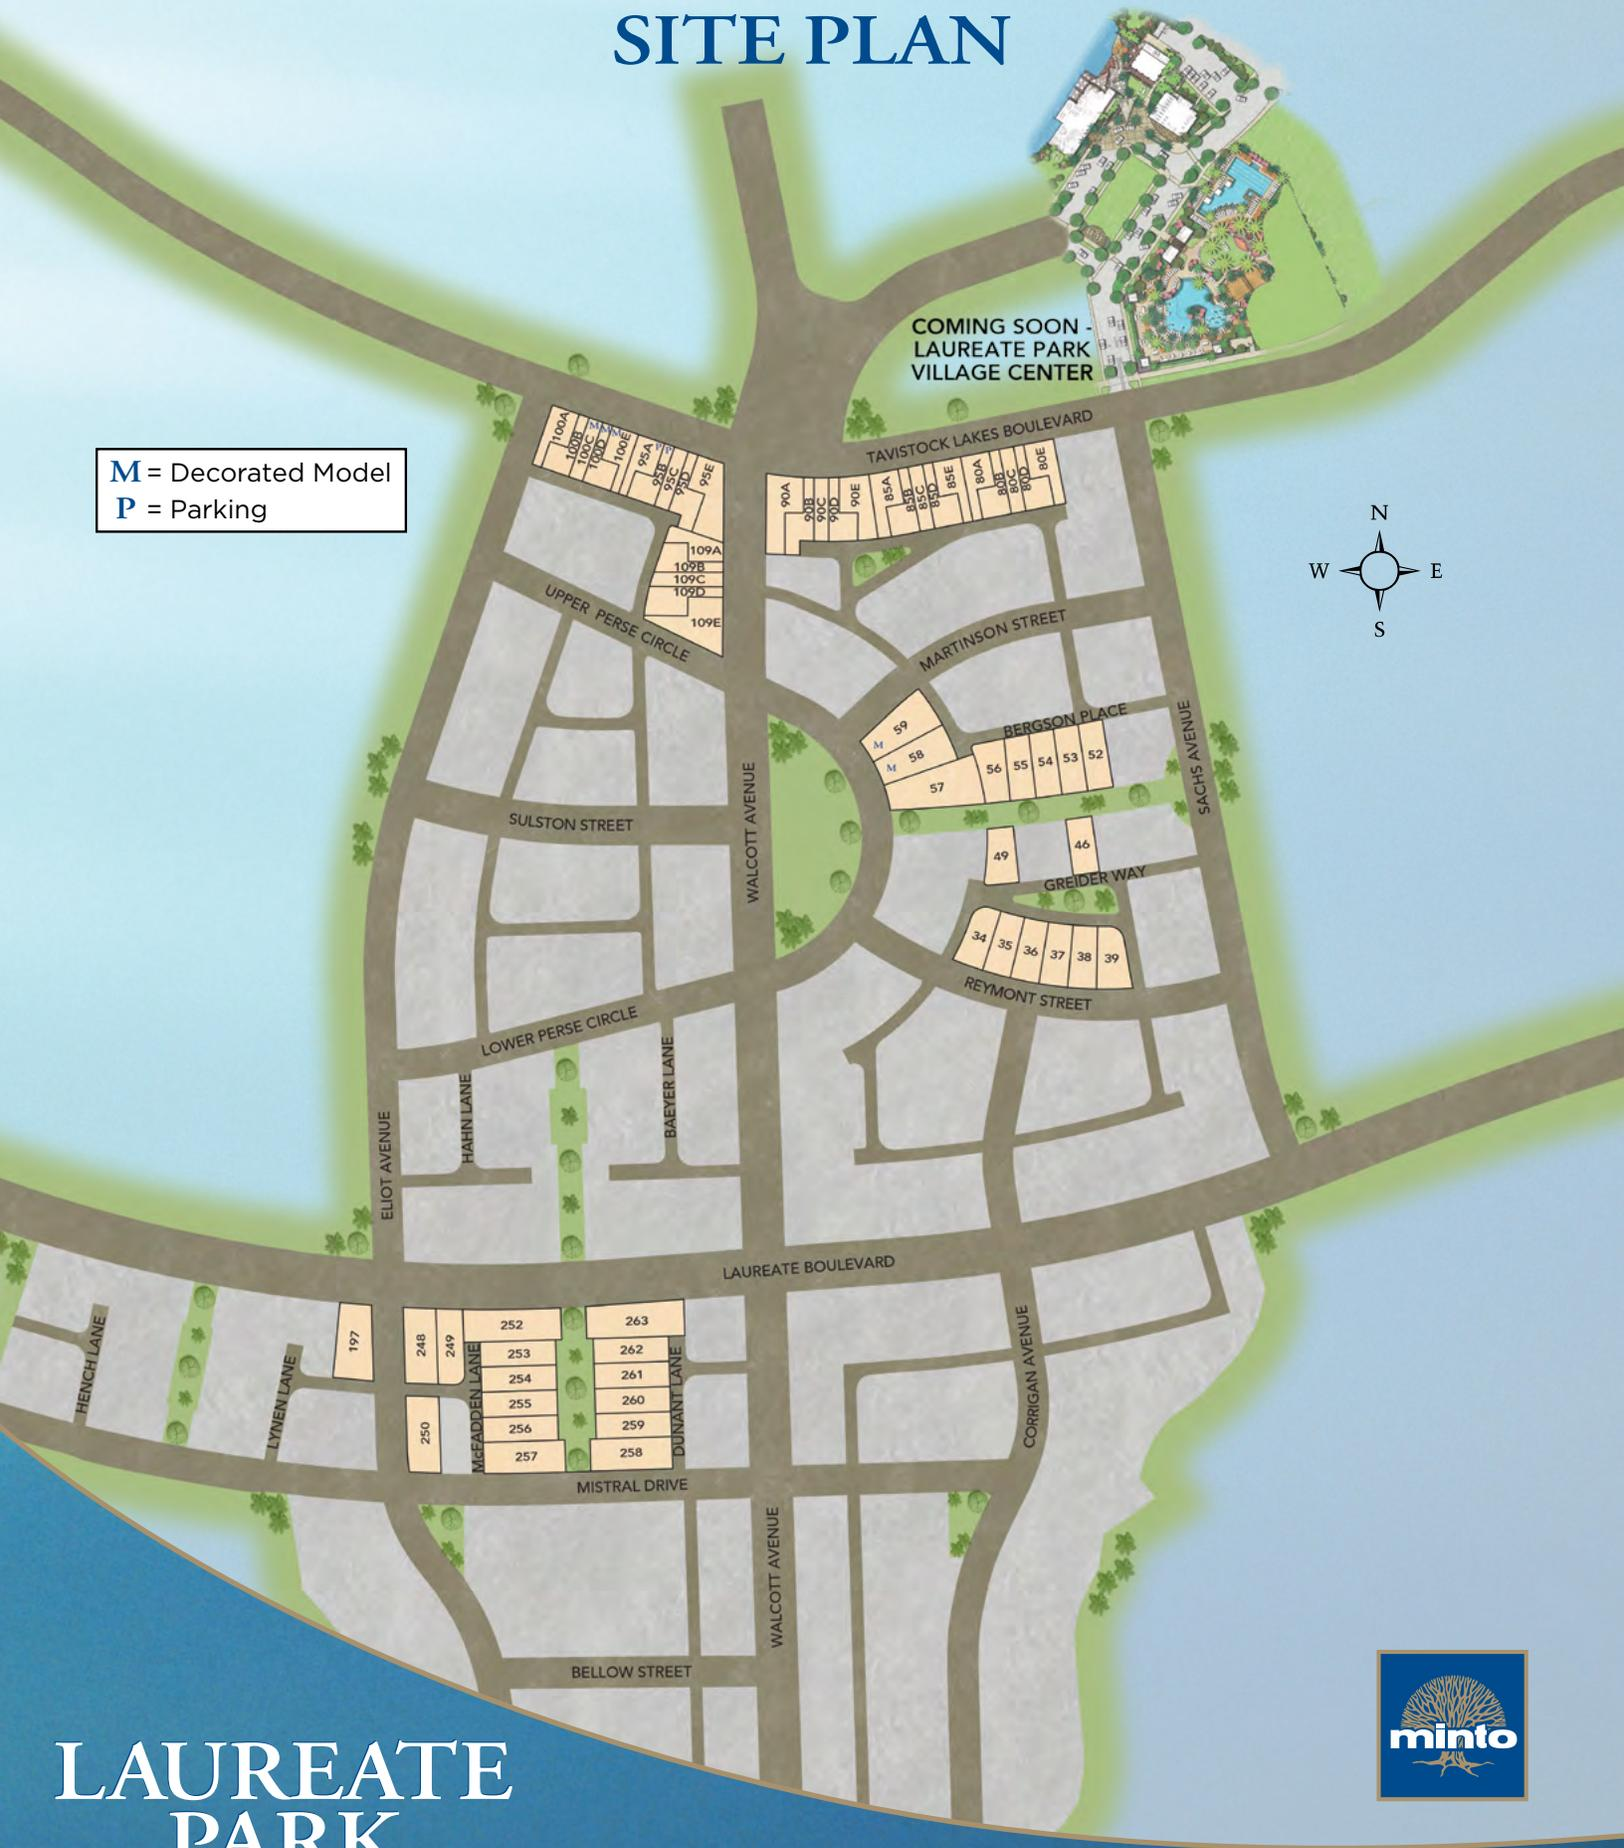 SITE PLAN
COMING SOON -
LAUREATE PARK
VILLAGE CENTER
TAVISTOCK LAKES BOULEVARD
M = Decorated Model
P = Parking
100A
100B
100C
100D
M M M
100E
95A
P P
95B
95C
95D
95E
90A
90B
90C
90D
90E
85A
85B
85C
85D
85E
80A
80B
80C
80D
80E
109A
109B
109C
109D
109E
N
W
E
S
UPPER PERSE CIRCLE
MARTINSON STREET
BERGSON PLACE
SACHS AVENUE
59
M
58
M
57
56
55
54
53
52
SULSTON STREET
WALCOTT AVENUE
49
46
GREIDER WAY
34
35
36
37
38
39
REYMONT STREET
LOWER PERSE CIRCLE
HAHN LANE
BAEYER LANE
ELIOT AVENUE
LAUREATE BOULEVARD
HENCH LANE
LYNEN LANE
197
248
249
250
McFADDEN LANE
252
253
254
255
256
257
263
262
261
260
259
258
DUNANT LANE
CORRIGAN AVENUE
MISTRAL DRIVE
WALCOTT AVENUE
BELLOW STREET
LAUREATE
PARK
minto